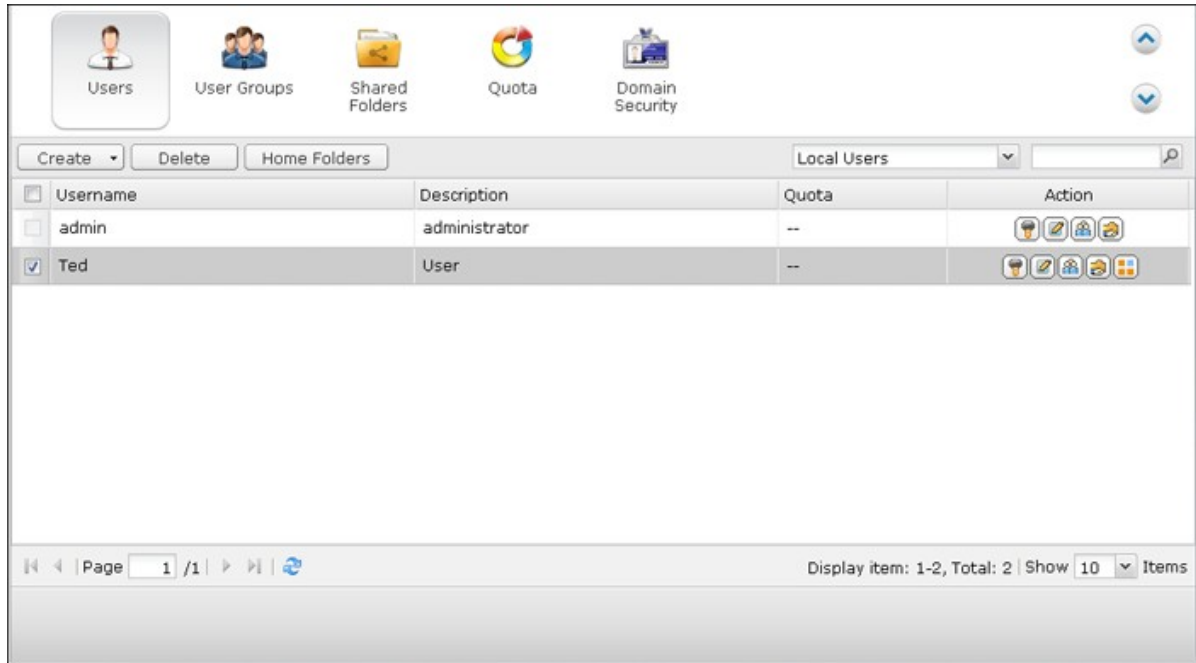 Users
User Groups
Shared
Folders
Quota
Domain
Security
Create
Delete
Home Folders
Local Users
Username Description Quota Action
admin administrator --
Ted User --
Page 1 /1
Display item: 1-2, Total: 2 Show 10 Items